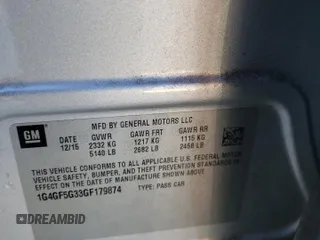 GM
MFD BY GENERAL MOTORS LLC
DATE GVWR GAWR FRT GAWR RR
12/15 2332 KG 1217 KG 1115 KG
5140 LB 2682 LB 2458 LB
THIS VEHICLE CONFORMS TO ALL APPLICABLE U.S. FEDERAL MOTOR VEHICLE SAFETY, BUMPER, AND THEFT PREVENTION STANDARDS IN EFFECT ON THE DATE OF MANUFACTURE SHOWN ABOVE.
1G4GF5G33GF179874 TYPE: PASS CAR
DREAMBID